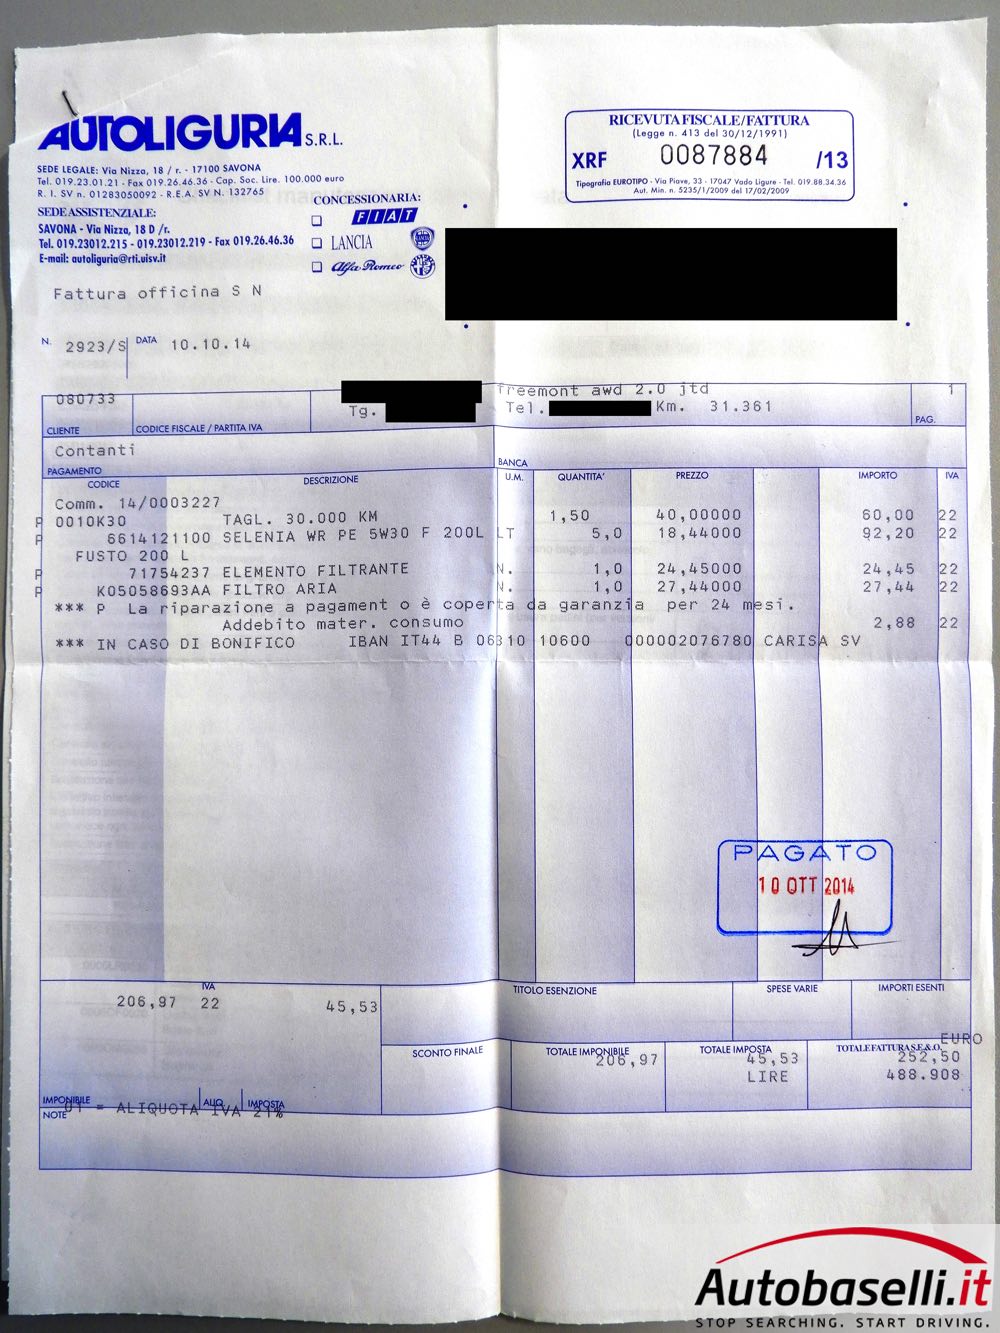 AUTOLIGURIA S.R.L.
SEDE LEGALE: Via Nizza, 18 / r. - 17100 SAVONA
Tel. 019.23.01.21 - Fax 019.26.46.36 - Cap. Soc. Lire. 100.000 euro
R. I. SV n. 01283050092 - R.E.A. SV N. 132765
SEDE ASSISTENZIALE:
SAVONA - Via Nizza, 18 D /r.
Tel. 019.23012.215 - 019.23012.219 - Fax 019.26.46.36
E-mail: autoliguria@rti.uisv.it
CONCESSIONARIA:
FIAT
LANCIA
Alfa Romeo
RICEVUTA FISCALE/FATTURA
(Legge n. 413 del 30/12/1991)
XRF 0087884 /13
Tipografia EUROTIPO - Via Piave, 33 - 17047 Vado Ligure - Tel. 019.88.34.36
Aut. Min. n. 5235/1/2009 del 17/02/2009
Fattura officina S N
N. 2923/S DATA 10.10.14
080733 freemont awd 2.0 jtd 1
Tg. Tel. Km. 31.361
CLIENTE CODICE FISCALE / PARTITA IVA PAG.
Contanti
PAGAMENTO BANCA
CODICE DESCRIZIONE U.M. QUANTITA' PREZZO IMPORTO IVA
Comm. 14/0003227
P 0010K30 TAGL. 30.000 KM 1,50 40,00000 60,00 22
P 6614121100 SELENIA WR PE 5W30 F 200L LT 5,0 18,44000 92,20 22
FUSTO 200 L
P 71754237 ELEMENTO FILTRANTE N. 1,0 24,45000 24,45 22
P K05058693AA FILTRO ARIA N. 1,0 27,44000 27,44 22
*** P La riparazione a pagament o è coperta da garanzia per 24 mesi.
Addebito mater. consumo 2,88 22
*** IN CASO DI BONIFICO IBAN IT44 B 06310 10600 000002076780 CARISA SV
PAGATO
10 OTT 2014
IVA TITOLO ESENZIONE SPESE VARIE IMPORTI ESENTI
206,97 22 45,53
EURO
SCONTO FINALE TOTALE IMPONIBILE TOTALE IMPOSTA TOTALE FATTURA S.E.&O.
206,97 45,53 252,50
LIRE 488.908
IMPONIBILE ALIQ. IMPOSTA
01 = ALIQUOTA IVA 21%
NOTE
Autobaselli.it
STOP SEARCHING. START DRIVING.